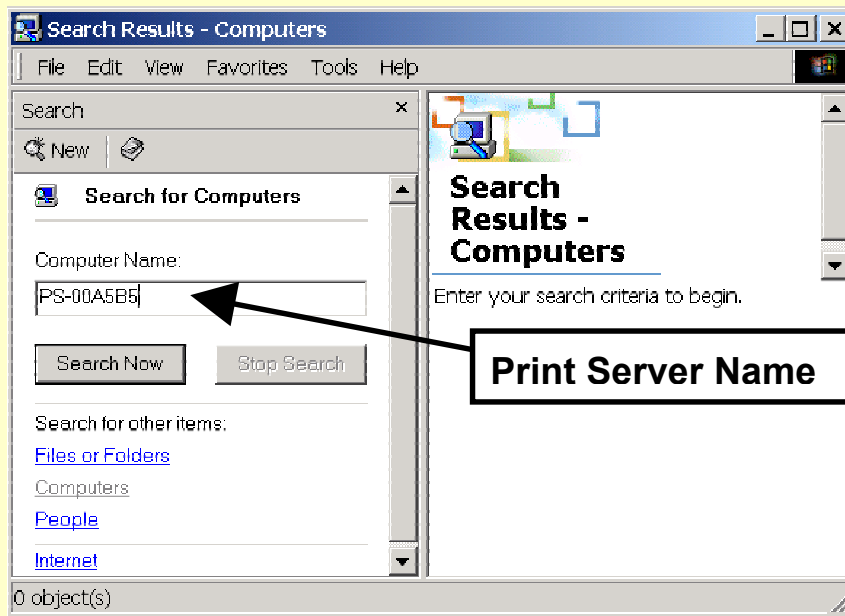 Search Results - Computers
File Edit View Favorites Tools Help
Search
New
Search for Computers
Computer Name:
PS-00A5B5
Search Now Stop Search
Search for other items:
Files or Folders
Computers
People
Internet
Search
Results -
Computers
Enter your search criteria to begin.
Print Server Name
0 object(s)